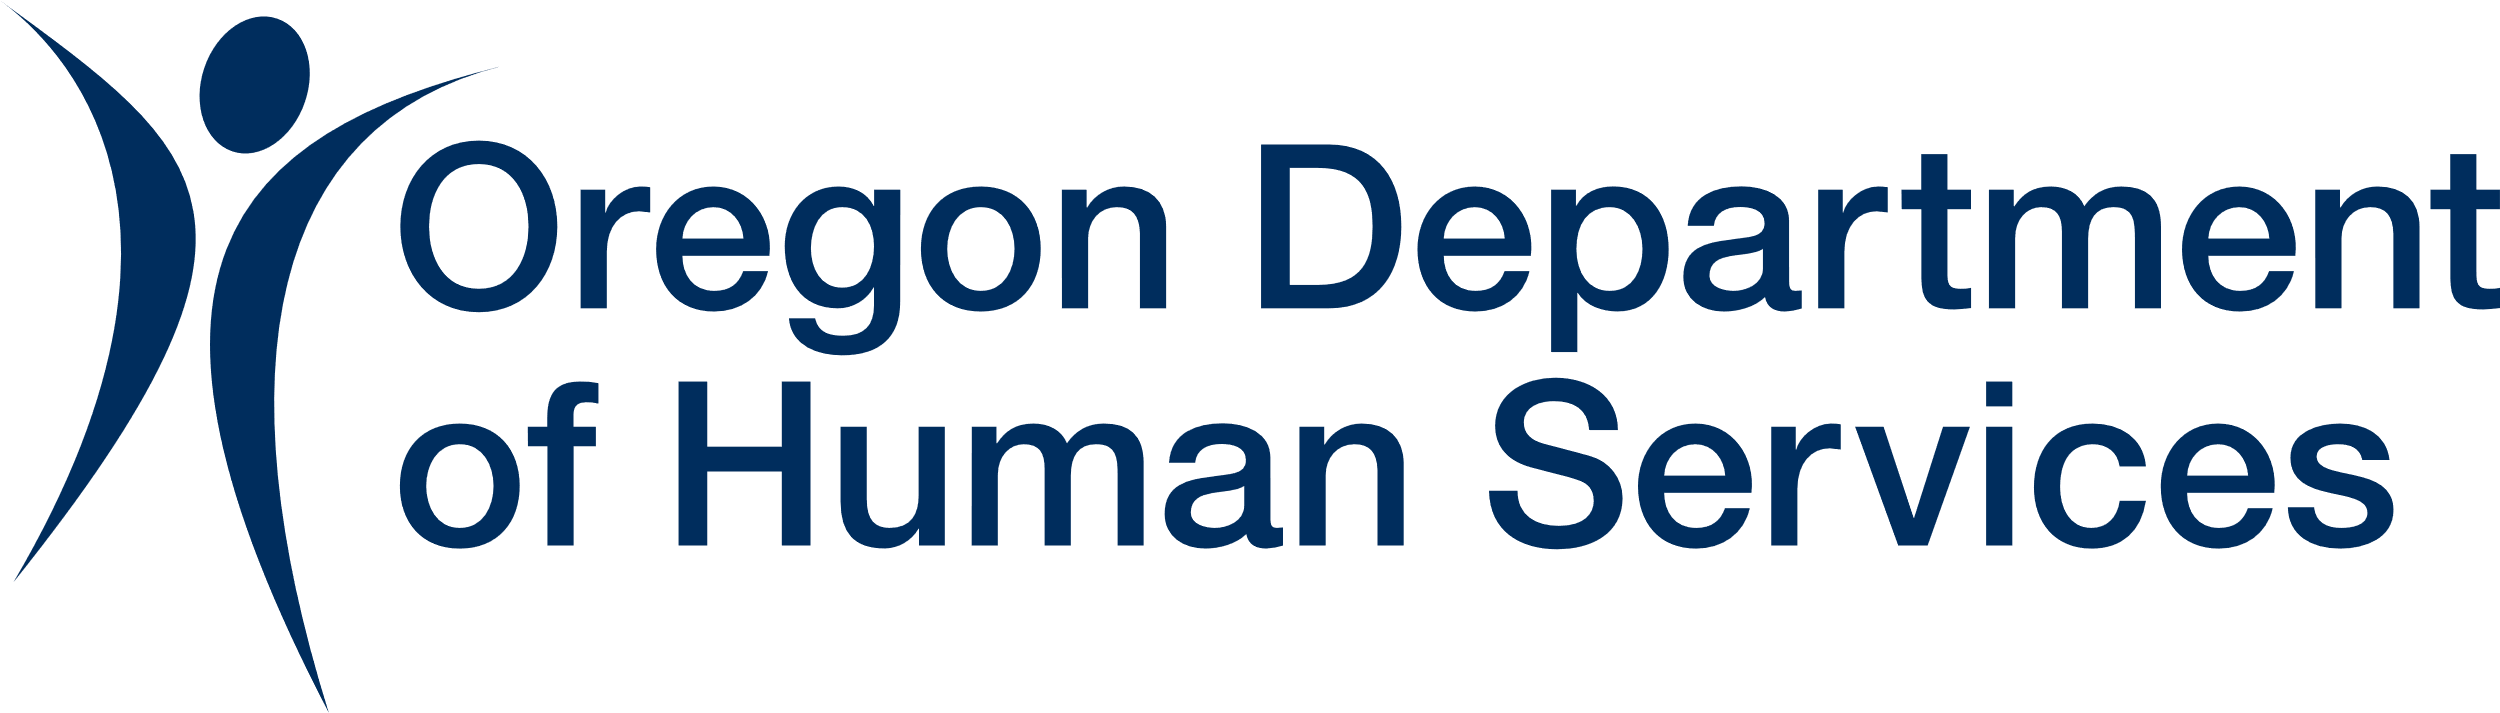 Oregon Department
of Human Services